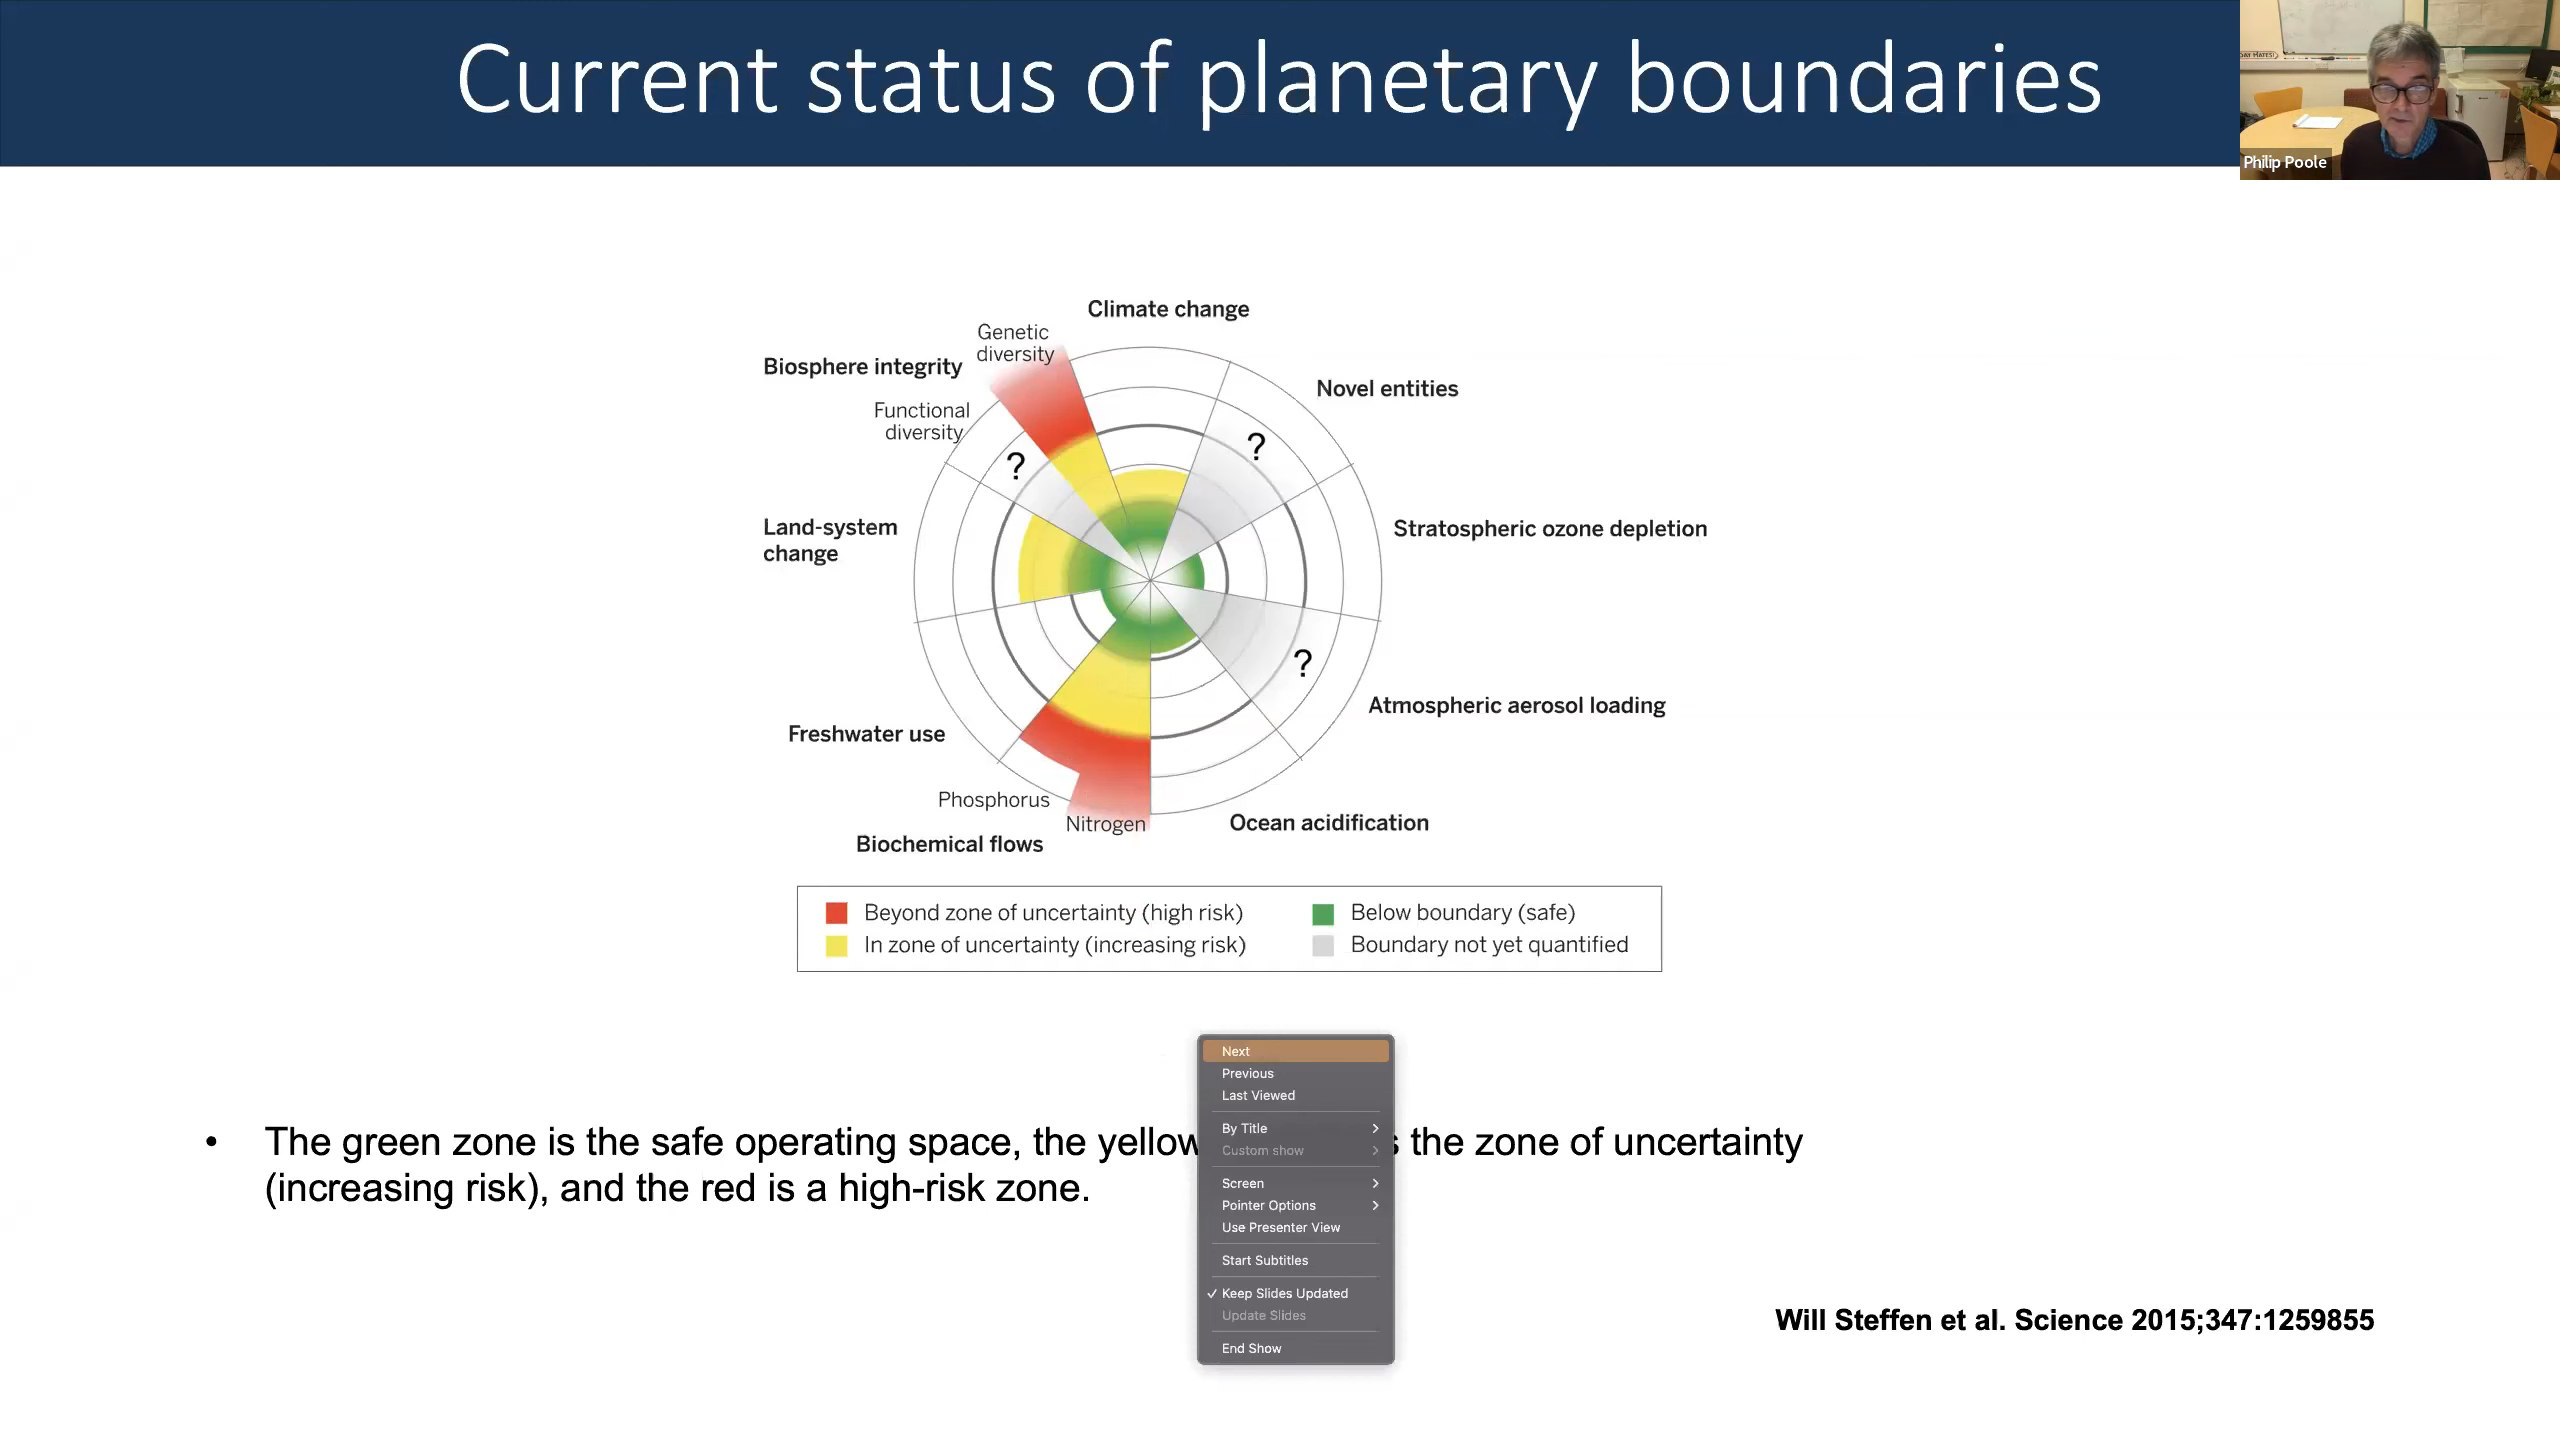 Current status of planetary boundaries
Philip Poole
Climate change
Genetic
diversity
Biosphere integrity
Novel entities
Functional
diversity
?
?
Land-system
change
Stratospheric ozone depletion
?
Atmospheric aerosol loading
Freshwater use
Phosphorus
Nitrogen
Ocean acidification
Biochemical flows
Beyond zone of uncertainty (high risk)
Below boundary (safe)
In zone of uncertainty (increasing risk)
Boundary not yet quantified
Next
Previous
Last Viewed
By Title
Custom show
Screen
Pointer Options
Use Presenter View
Start Subtitles
✓ Keep Slides Updated
Update Slides
End Show
• The green zone is the safe operating space, the yellow the zone of uncertainty
(increasing risk), and the red is a high-risk zone.
Will Steffen et al. Science 2015;347:1259855